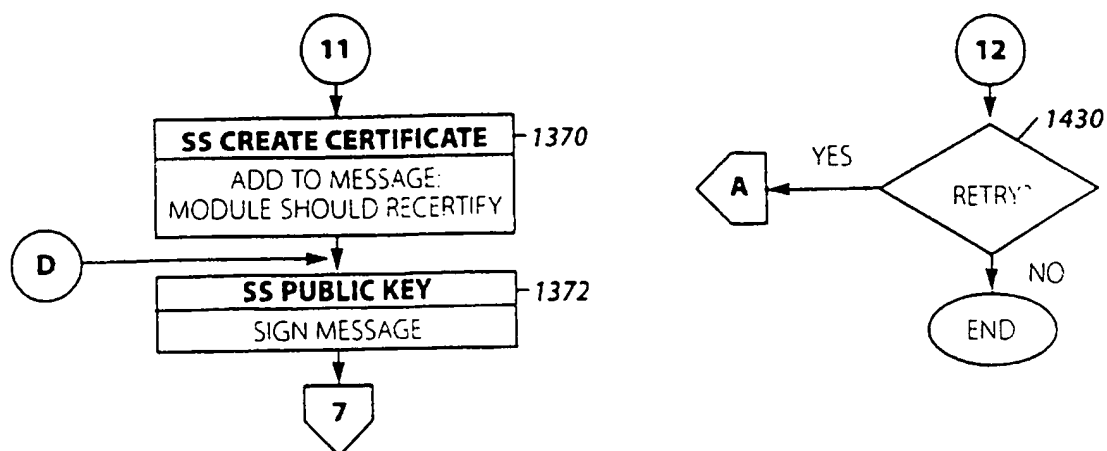 11
SS CREATE CERTIFICATE
1370
ADD TO MESSAGE:
MODULE SHOULD RECERTIFY
D
SS PUBLIC KEY
1372
SIGN MESSAGE
7
12
1430
YES
A
RETRY?
NO
END